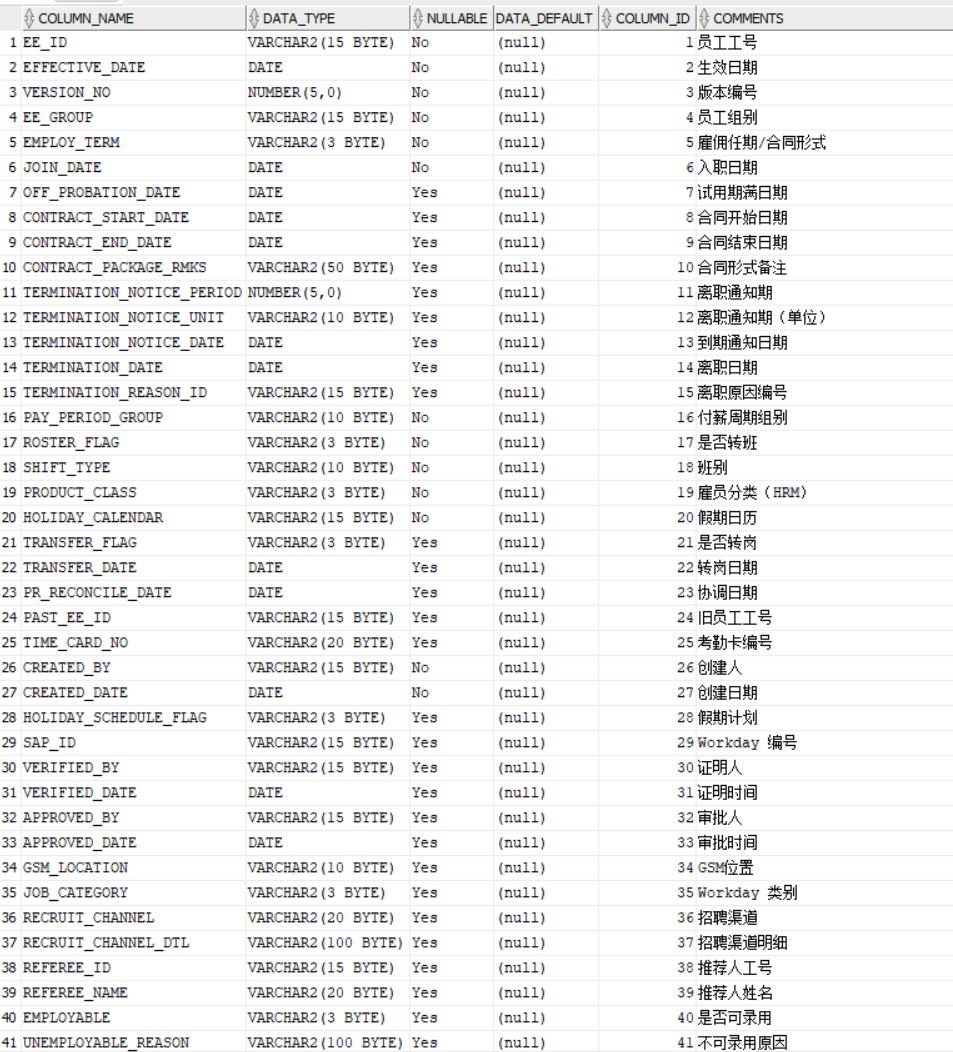 COLUMN_NAME DATA_TYPE NULLABLE DATA_DEFAULT COLUMN_ID COMMENTS
1 EE_ID VARCHAR2(15 BYTE) No (null) 1 员工工号
2 EFFECTIVE_DATE DATE No (null) 2 生效日期
3 VERSION_NO NUMBER(5,0) No (null) 3 版本编号
4 EE_GROUP VARCHAR2(15 BYTE) No (null) 4 员工组别
5 EMPLOY_TERM VARCHAR2(3 BYTE) No (null) 5 雇佣任期/合同形式
6 JOIN_DATE DATE No (null) 6 入职日期
7 OFF_PROBATION_DATE DATE Yes (null) 7 试用期满日期
8 CONTRACT_START_DATE DATE Yes (null) 8 合同开始日期
9 CONTRACT_END_DATE DATE Yes (null) 9 合同结束日期
10 CONTRACT_PACKAGE_RMKS VARCHAR2(50 BYTE) Yes (null) 10 合同形式备注
11 TERMINATION_NOTICE_PERIOD NUMBER(5,0) Yes (null) 11 离职通知期
12 TERMINATION_NOTICE_UNIT VARCHAR2(10 BYTE) Yes (null) 12 离职通知期（单位）
13 TERMINATION_NOTICE_DATE DATE Yes (null) 13 到期通知日期
14 TERMINATION_DATE DATE Yes (null) 14 离职日期
15 TERMINATION_REASON_ID VARCHAR2(15 BYTE) Yes (null) 15 离职原因编号
16 PAY_PERIOD_GROUP VARCHAR2(10 BYTE) No (null) 16 付薪周期组别
17 ROSTER_FLAG VARCHAR2(3 BYTE) No (null) 17 是否转班
18 SHIFT_TYPE VARCHAR2(10 BYTE) No (null) 18 班别
19 PRODUCT_CLASS VARCHAR2(3 BYTE) No (null) 19 雇员分类（HRM）
20 HOLIDAY_CALENDAR VARCHAR2(15 BYTE) No (null) 20 假期日历
21 TRANSFER_FLAG VARCHAR2(3 BYTE) Yes (null) 21 是否转岗
22 TRANSFER_DATE DATE Yes (null) 22 转岗日期
23 PR_RECONCILE_DATE DATE Yes (null) 23 协调日期
24 PAST_EE_ID VARCHAR2(15 BYTE) Yes (null) 24 旧员工工号
25 TIME_CARD_NO VARCHAR2(20 BYTE) Yes (null) 25 考勤卡编号
26 CREATED_BY VARCHAR2(15 BYTE) No (null) 26 创建人
27 CREATED_DATE DATE No (null) 27 创建日期
28 HOLIDAY_SCHEDULE_FLAG VARCHAR2(3 BYTE) Yes (null) 28 假期计划
29 SAP_ID VARCHAR2(15 BYTE) Yes (null) 29 Workday 编号
30 VERIFIED_BY VARCHAR2(15 BYTE) Yes (null) 30 证明人
31 VERIFIED_DATE DATE Yes (null) 31 证明时间
32 APPROVED_BY VARCHAR2(15 BYTE) Yes (null) 32 审批人
33 APPROVED_DATE DATE Yes (null) 33 审批时间
34 GSM_LOCATION VARCHAR2(10 BYTE) Yes (null) 34 GSM位置
35 JOB_CATEGORY VARCHAR2(3 BYTE) Yes (null) 35 Workday 类别
36 RECRUIT_CHANNEL VARCHAR2(20 BYTE) Yes (null) 36 招聘渠道
37 RECRUIT_CHANNEL_DTL VARCHAR2(100 BYTE) Yes (null) 37 招聘渠道明细
38 REFEREE_ID VARCHAR2(15 BYTE) Yes (null) 38 推荐人工号
39 REFEREE_NAME VARCHAR2(20 BYTE) Yes (null) 39 推荐人姓名
40 EMPLOYABLE VARCHAR2(3 BYTE) Yes (null) 40 是否可录用
41 UNEMPLOYABLE_REASON VARCHAR2(100 BYTE) Yes (null) 41 不可录用原因